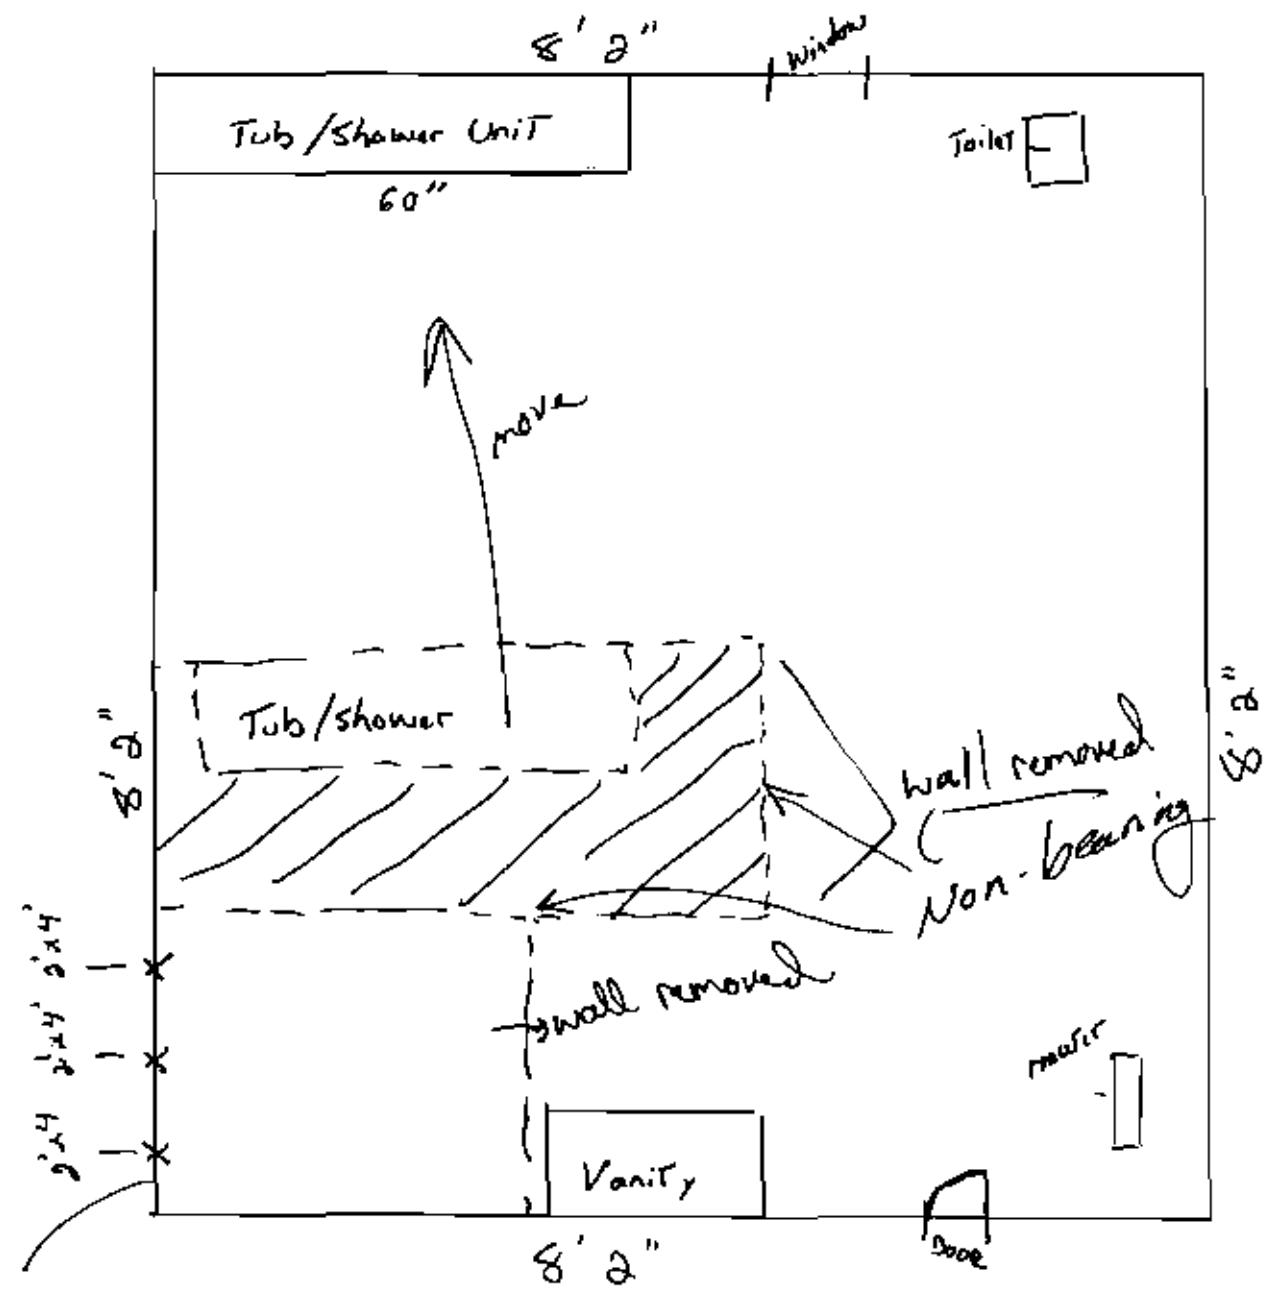 8' 2"
Window
Tub/Shower Unit
Toilet
60"
move
Tub/Shower
8' 2"
8' 2"
wall removed
Non-bearing
2'x4'
2'x4'
2'x4
wall removed
Vanity
Door
8' 2"